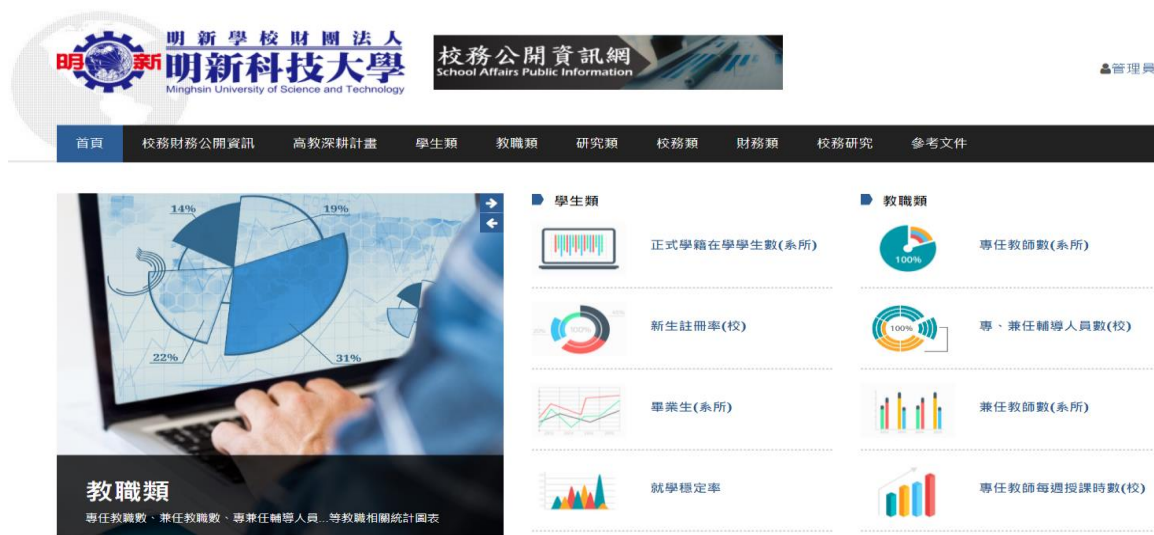 明新學校財團法人
明 新
明新科技大學
Minghsin University of Science and Technology
校務公開資訊網
School Affairs Public Information
管理員
首頁 校務財務公開資訊 高教深耕計畫 學生類 教職類 研究類 校務類 財務類 校務研究 參考文件
14%
19%
22%
31%
教職類
專任教職數、兼任教職數、專兼任輔導人員...等教職相關統計圖表
學生類
正式學籍在學學生數(系所)
100%
新生註冊率(校)
畢業生(系所)
就學穩定率
教職類
100%
專任教師數(系所)
100%
專、兼任輔導人員數(校)
兼任教師數(系所)
專任教師每週授課時數(校)